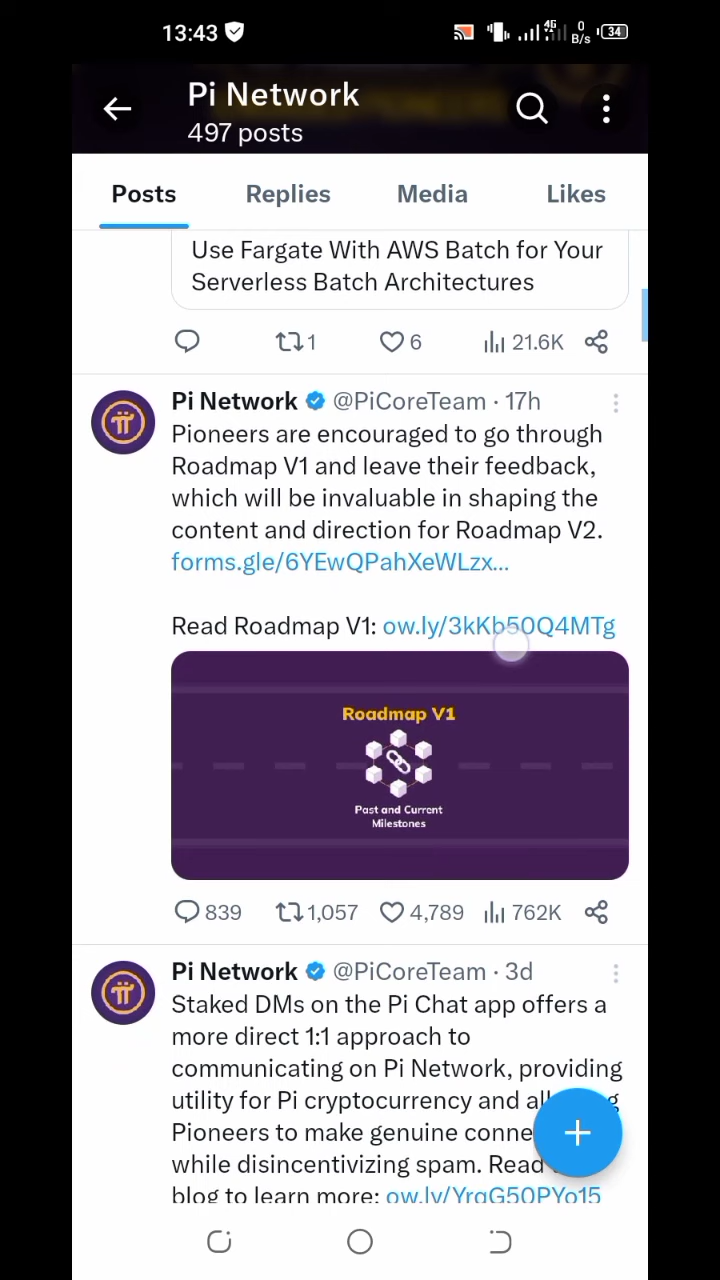 13:43
4G
0
B/s
34
Pi Network
497 posts
Posts
Replies
Media
Likes
Use Fargate With AWS Batch for Your
Serverless Batch Architectures
1
6
21.6K
Pi Network @PiCoreTeam · 17h
Pioneers are encouraged to go through
Roadmap V1 and leave their feedback,
which will be invaluable in shaping the
content and direction for Roadmap V2.
forms.gle/6YEwQPahXeWLzx...
Read Roadmap V1: ow.ly/3kKb50Q4MTg
Roadmap V1
Past and Current
Milestones
839
1,057
4,789
762K
Pi Network @PiCoreTeam · 3d
Staked DMs on the Pi Chat app offers a
more direct 1:1 approach to
communicating on Pi Network, providing
utility for Pi cryptocurrency and
Pioneers to make genuine
while disincentivizing spam. Read
blog to learn more: ow.ly/YrqG50PYo15